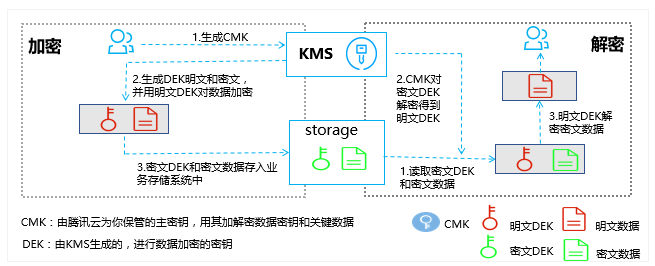 加密
1.生成CMK
KMS
解密
2.生成DEK明文和密文，
并用明文DEK对数据加密
2.CMK对
密文DEK
解密得到
明文DEK
3.明文DEK解
密密文数据
storage
3.密文DEK和密文数据存入业
务存储系统中
1.读取密文DEK
和密文数据
CMK：由腾讯云为你保管的主密钥，用其加解密数据密钥和关键数据
DEK：由KMS生成的，进行数据加密的密钥
CMK
明文DEK
明文数据
密文DEK
密文数据